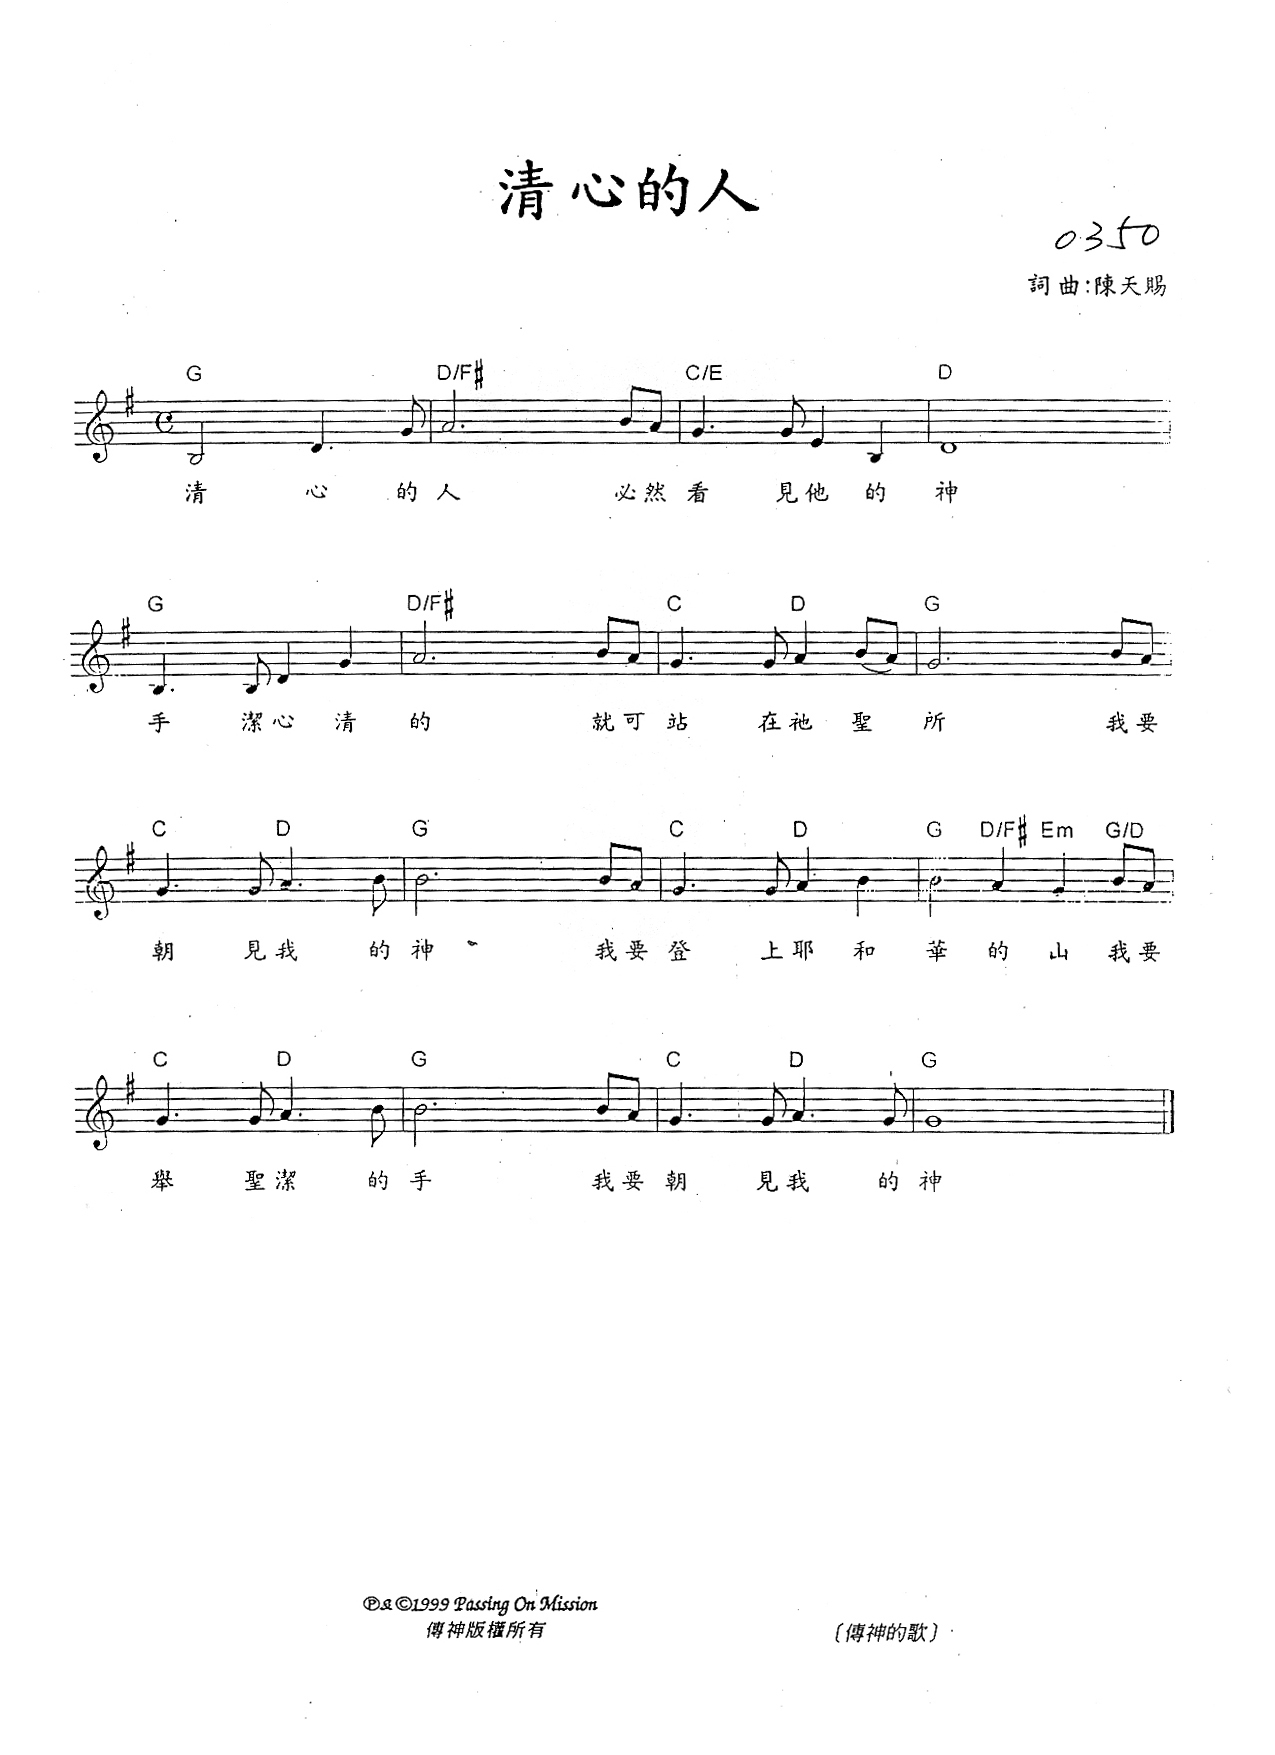 清心的人
0350
詞曲:陳天賜
G D/F# C/E D
清 心 的 人 必然 看 見他 的 神
G D/F# C D G
手 潔心 清 的 就可 站 在祂 聖 所 我要
C D G C D G D/F# Em G/D
朝 見我 的 神 我要 登 上耶 和 華 的 山 我要
C D G C D G
舉 聖潔 的 手 我要 朝 見我 的 神
Ⓟ&©1999 Passing On Mission
傳神版權所有
〔傳神的歌〕